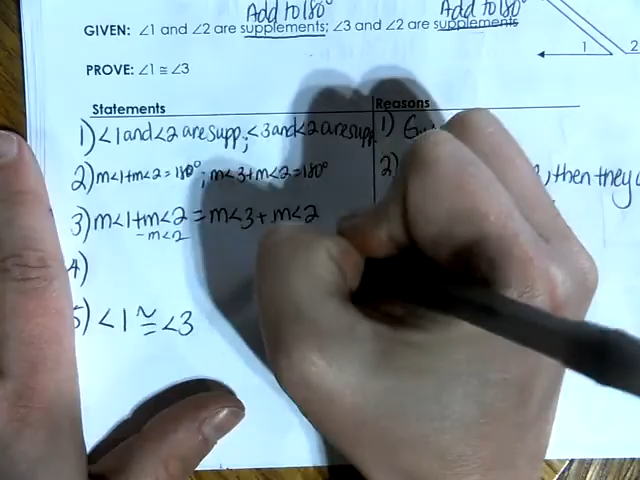 Add to 180° Add to 180°
GIVEN: ∠1 and ∠2 are supplements; ∠3 and ∠2 are supplements
1 2
PROVE: ∠1 ≅ ∠3
Statements Reasons
1) <1 and <2 are supp; <3 and <2 are supp. 1)
2) m<1+m<2=180°; m<3+m<2=180° 2) , then they
3) m<1+m<2 = m<3+m<2
-m<2
4)
5) <1 ≅ <3